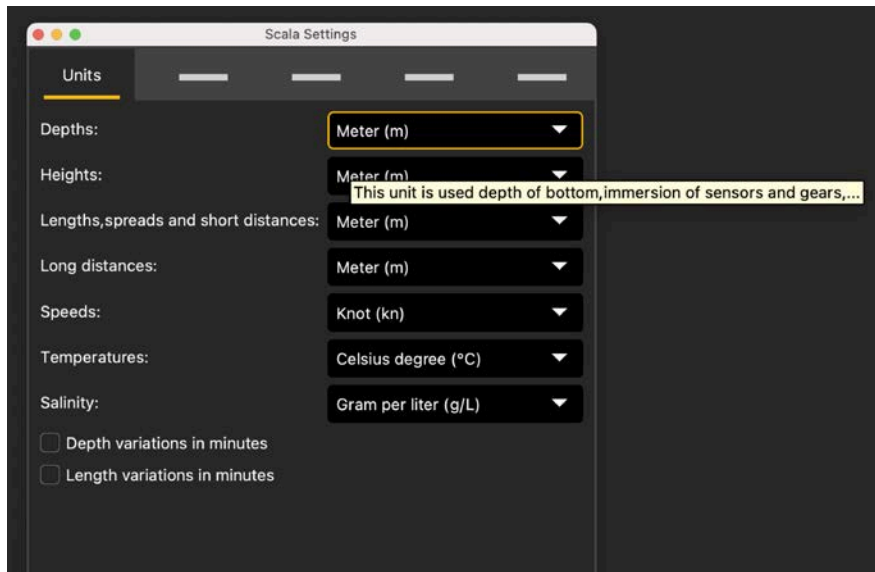 Scala Settings
Units
Depths:
Meter (m)
Heights:
Meter (m)
This unit is used depth of bottom,immersion of sensors and gears,...
Lengths,spreads and short distances:
Meter (m)
Long distances:
Meter (m)
Speeds:
Knot (kn)
Temperatures:
Celsius degree (°C)
Salinity:
Gram per liter (g/L)
Depth variations in minutes
Length variations in minutes